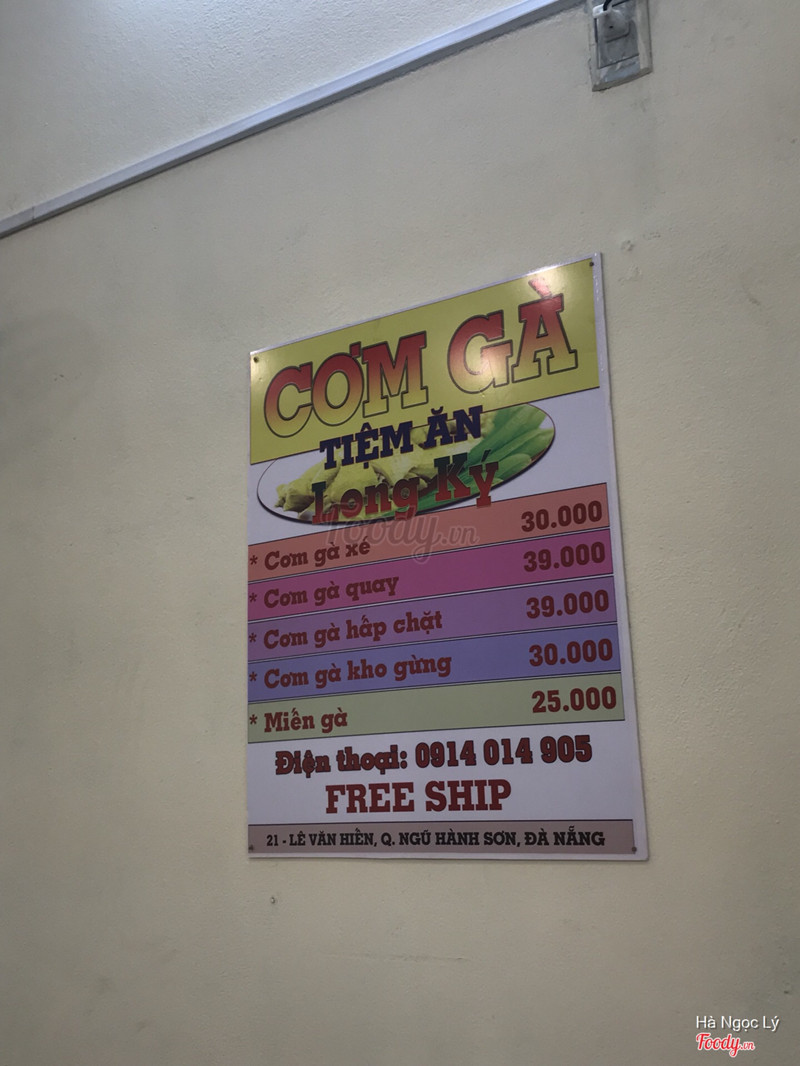 CƠM GÀ
TIỆM ĂN
Long Ký
* Cơm gà xé 30.000
* Cơm gà quay 39.000
* Cơm gà hấp chặt 39.000
* Cơm gà kho gừng 30.000
* Miến gà 25.000
Điện thoại: 0914 014 905
FREE SHIP
21 - LÊ VĂN HIỀN, Q. NGŨ HÀNH SƠN, ĐÀ NẴNG
Foody.vn
Hà Ngọc Lý
Foody.vn